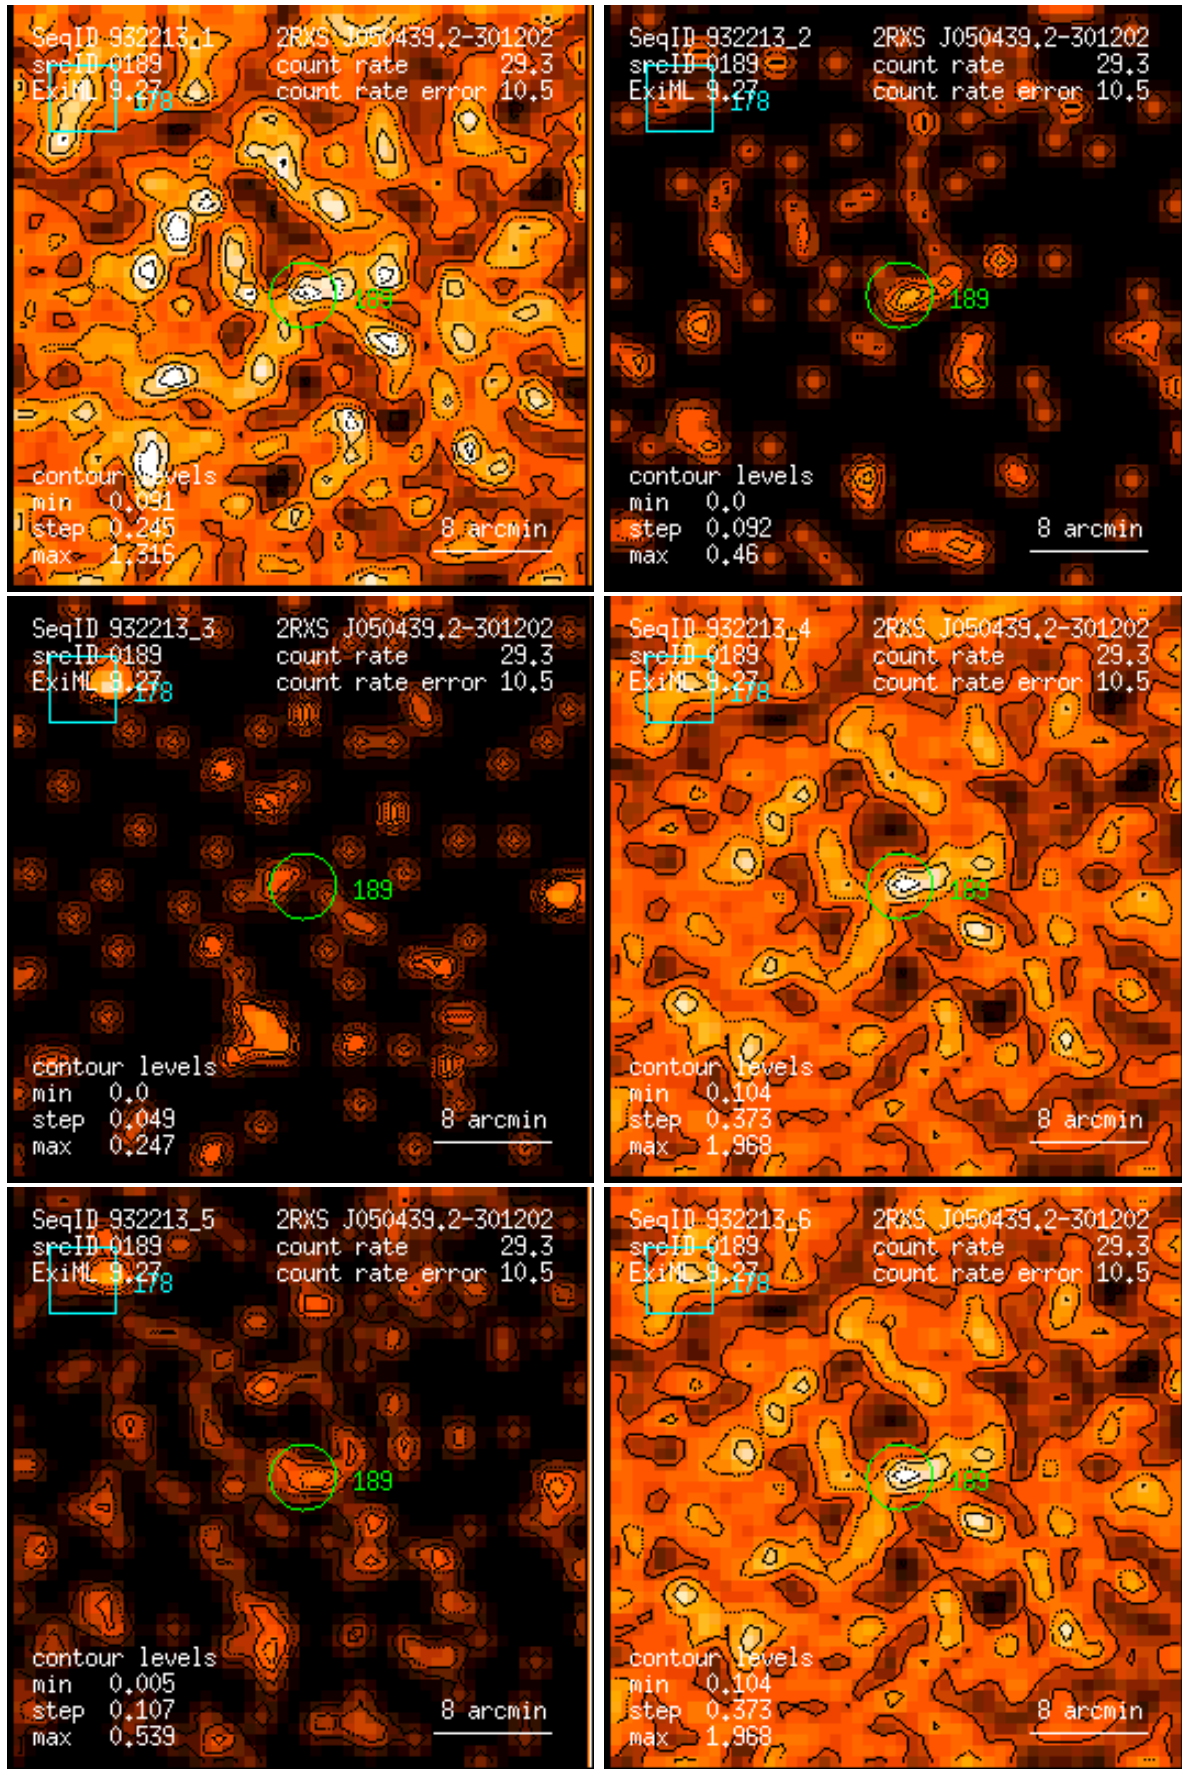 SeqID 932213_1 2RXS J050439.2-301202
srcID 0189 count rate 29.3
ExiML 9.27 178 count rate error 10.5
189
contour levels
min 0.091
step 0.245 8 arcmin
max 1.316
SeqID 932213_2 2RXS J050439.2-301202
srcID 0189 count rate 29.3
ExiML 9.27 178 count rate error 10.5
189
contour levels
min 0.0
step 0.092 8 arcmin
max 0.46
SeqID 932213_3 2RXS J050439.2-301202
srcID 0189 count rate 29.3
ExiML 9.27 178 count rate error 10.5
189
contour levels
min 0.0
step 0.049 8 arcmin
max 0.247
SeqID 932213_4 2RXS J050439.2-301202
srcID 0189 count rate 29.3
ExiML 9.27 178 count rate error 10.5
189
contour levels
min 0.104
step 0.373 8 arcmin
max 1.968
SeqID 932213_5 2RXS J050439.2-301202
srcID 0189 count rate 29.3
ExiML 9.27 178 count rate error 10.5
189
contour levels
min 0.005
step 0.107 8 arcmin
max 0.539
SeqID 932213_6 2RXS J050439.2-301202
srcID 0189 count rate 29.3
ExiML 9.27 178 count rate error 10.5
189
contour levels
min 0.104
step 0.373 8 arcmin
max 1.968